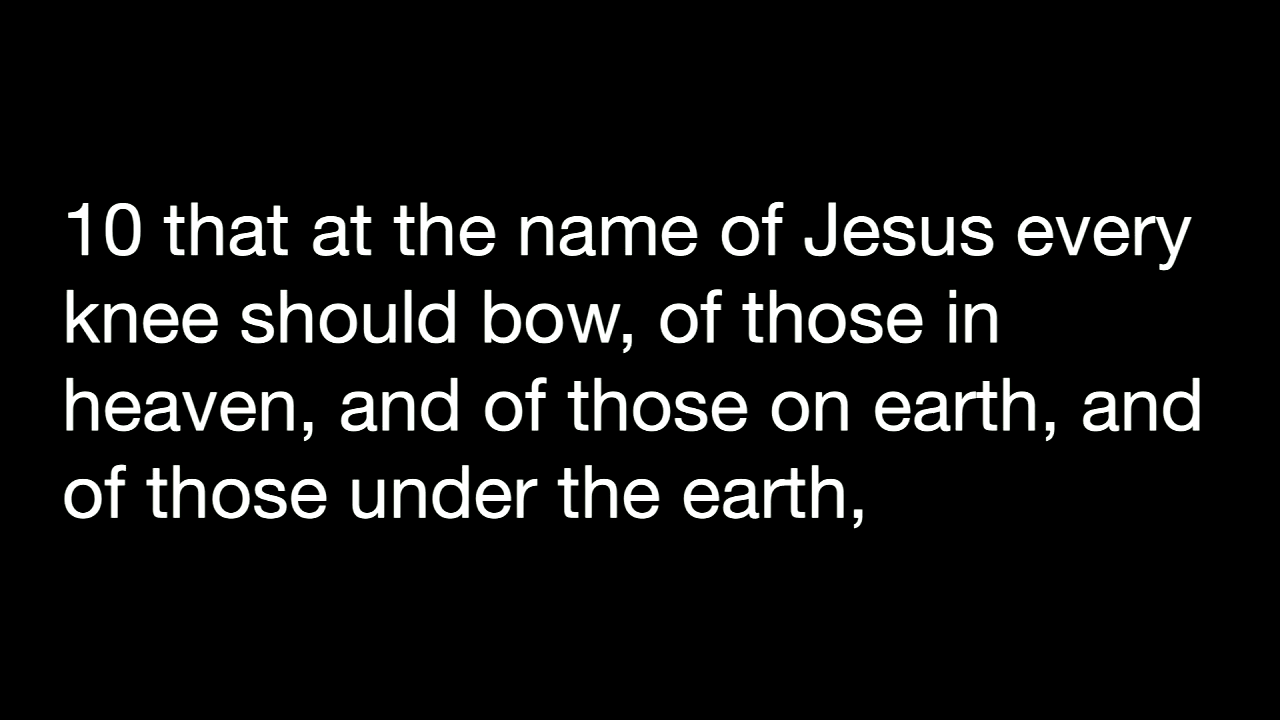 10 that at the name of Jesus every
knee should bow, of those in
heaven, and of those on earth, and
of those under the earth,